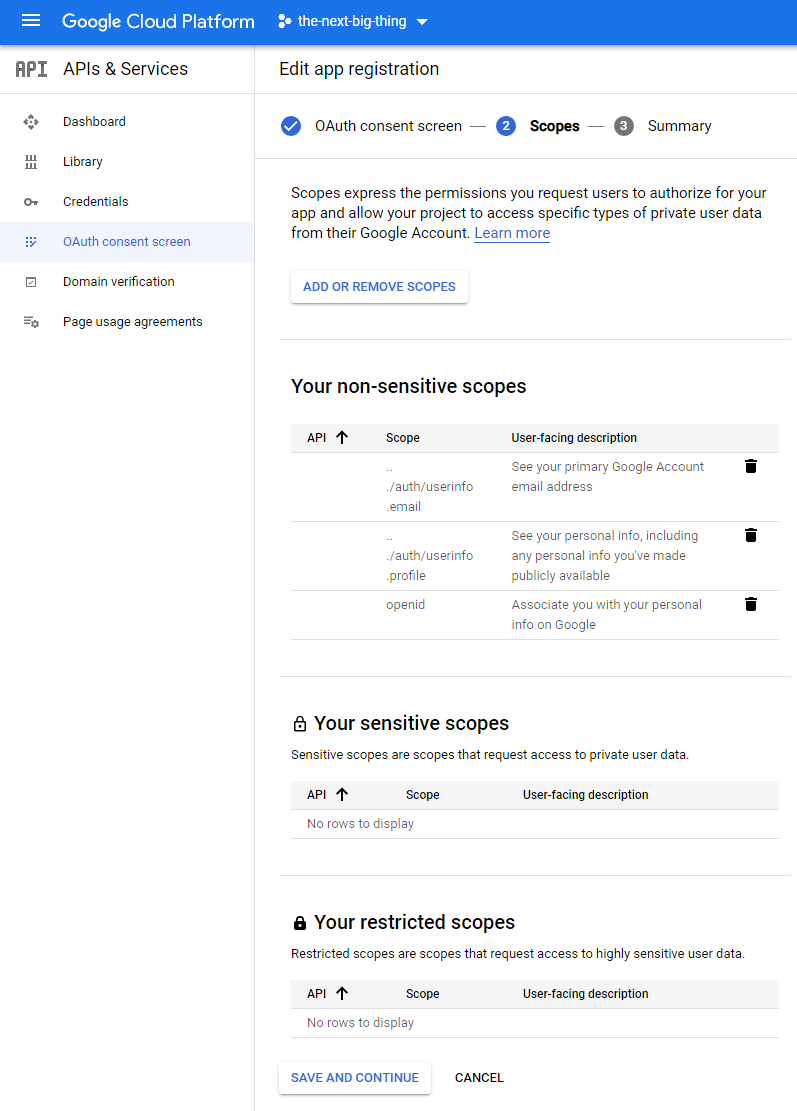 Google Cloud Platform the-next-big-thing
API APIs & Services
Edit app registration
Dashboard
Library
Credentials
OAuth consent screen
Domain verification
Page usage agreements
OAuth consent screen — 2 Scopes — 3 Summary
Scopes express the permissions you request users to authorize for your
app and allow your project to access specific types of private user data
from their Google Account. Learn more
ADD OR REMOVE SCOPES
Your non-sensitive scopes
API Scope User-facing description
..
./auth/userinfo
.email
See your primary Google Account
email address
..
./auth/userinfo
.profile
See your personal info, including
any personal info you've made
publicly available
openid
Associate you with your personal
info on Google
Your sensitive scopes
Sensitive scopes are scopes that request access to private user data.
API Scope User-facing description
No rows to display
Your restricted scopes
Restricted scopes are scopes that request access to highly sensitive user data.
API Scope User-facing description
No rows to display
SAVE AND CONTINUE CANCEL